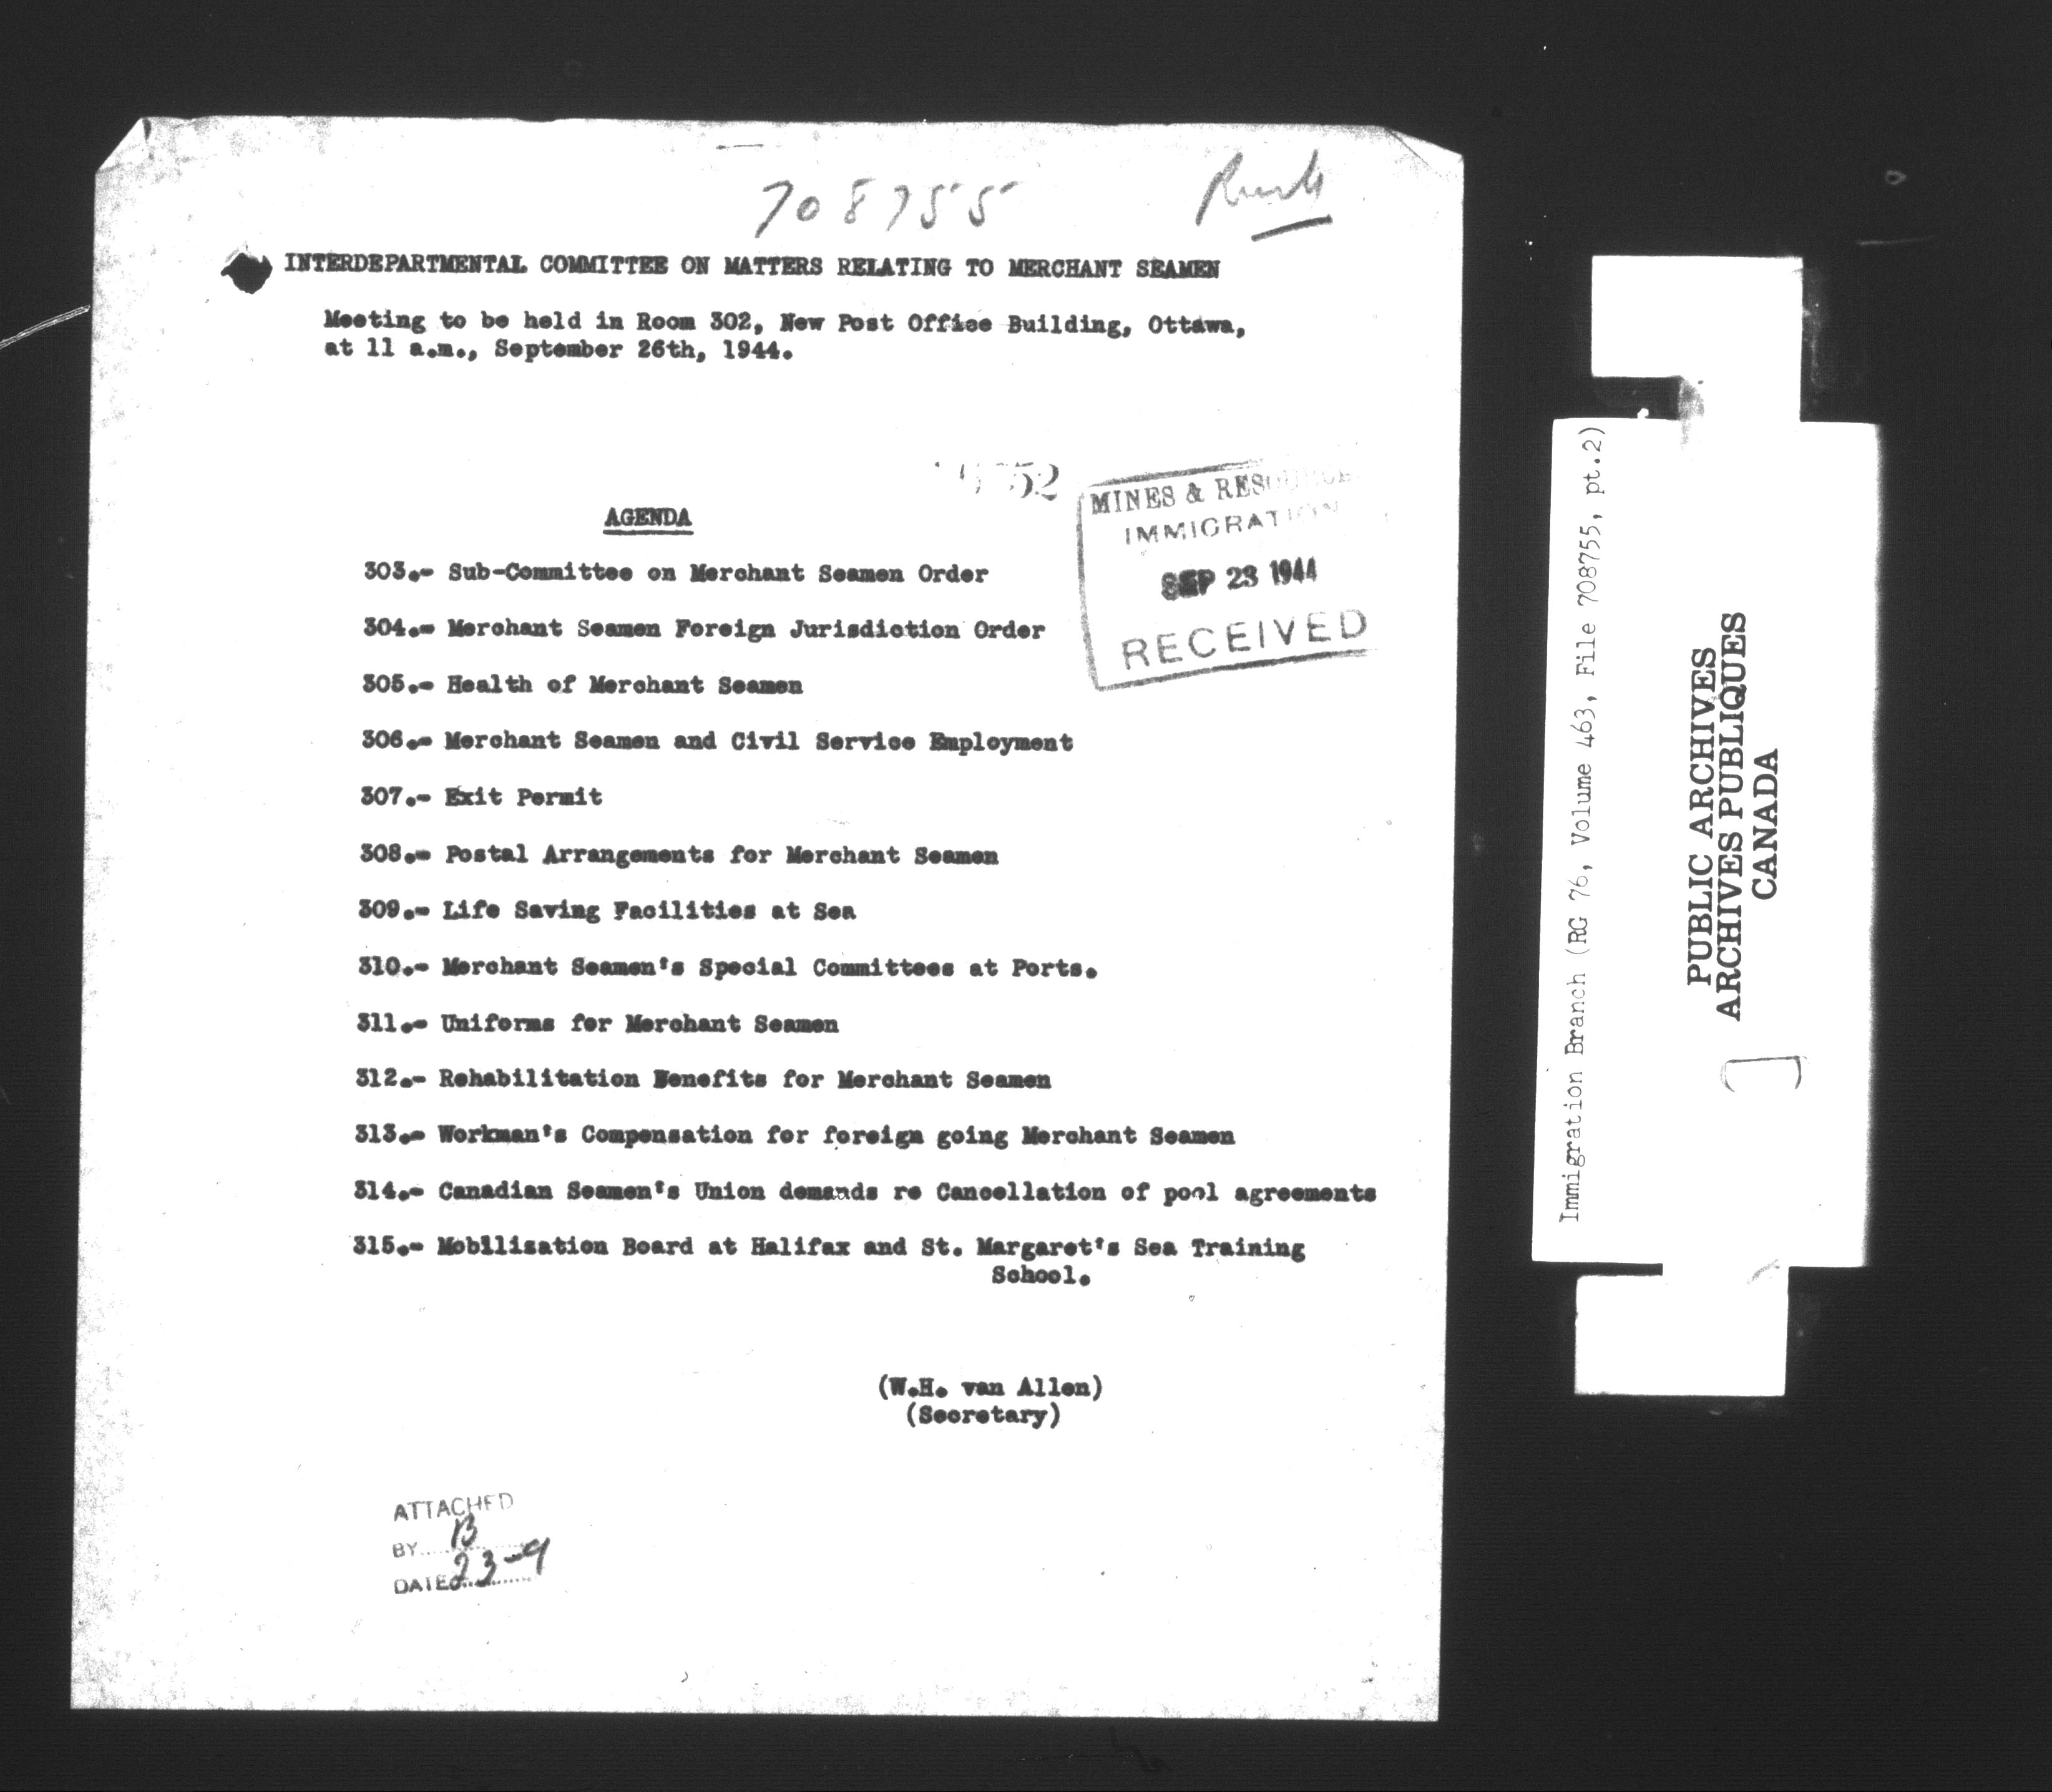 708755
INTERDEPARTMENTAL COMMITTEE ON MATTERS RELATING TO MERCHANT SEAMEN
Meeting to be held in Room 302, New Post Office Building, Ottawa,
at 11 a.m., September 26th, 1944.
52
MINES & RESOURCES
IMMIGRATION
SEP 23 1944
RECEIVED
AGENDA
303.- Sub-Committee on Merchant Seamen Order
304.- Merchant Seamen Foreign Jurisdiction Order
305.- Health of Merchant Seamen
306.- Merchant Seamen and Civil Service Employment
307.- Exit Permit
308.- Postal Arrangements for Merchant Seamen
309.- Life Saving Facilities at Sea
310.- Merchant Seamen's Special Committees at Ports.
311.- Uniforms for Merchant Seamen
312.- Rehabilitation Benefits for Merchant Seamen
313.- Workman's Compensation for foreign going Merchant Seamen
314.- Canadian Seamen's Union demands re Cancellation of pool agreements
315.- Mobilization Board at Halifax and St. Margaret's Sea Training
School.
(W.H. van Allen)
(Secretary)
ATTACHED
BY B
DATE 23-9
Immigration Branch (RG 76, Volume 463, File 708755, pt.2)
PUBLIC ARCHIVES
ARCHIVES PUBLIQUES
CANADA